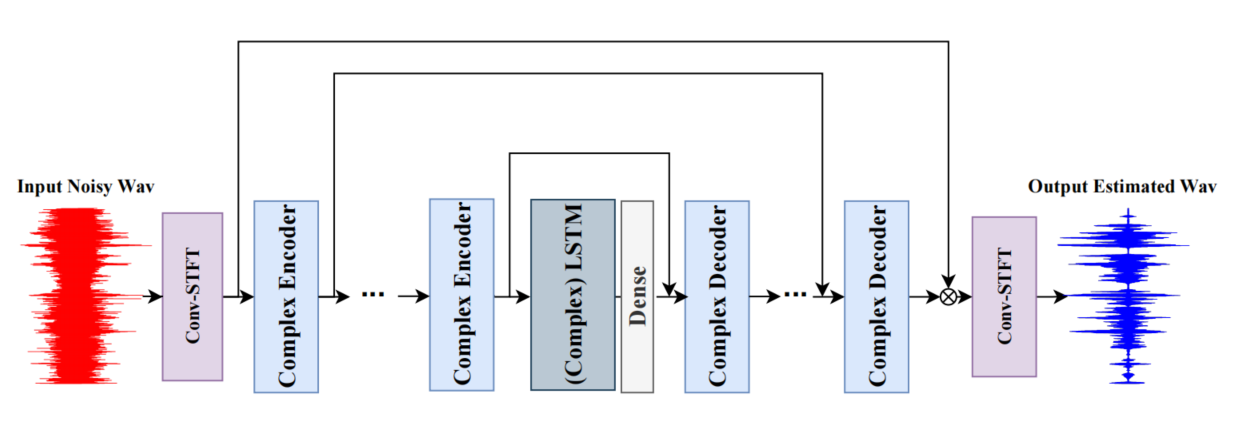 Input Noisy Wav
Output Estimated Wav
Conv-STFT
Complex Encoder
...
Complex Encoder
(Complex) LSTM
Dense
Complex Decoder
...
Complex Decoder
Conv-STFT